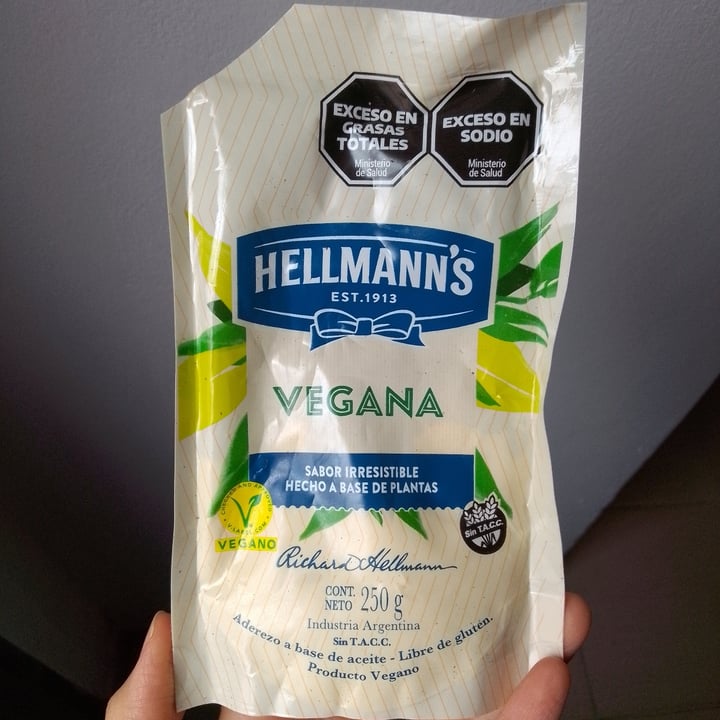 EXCESO EN
GRASAS
TOTALES
Ministerio
de Salud
EXCESO EN
SODIO
Ministerio
de Salud
HELLMANN'S
EST.1913
VEGANA
SABOR IRRESISTIBLE
HECHO A BASE DE PLANTAS
VEGANO
Sin T.A.C.C.
Richard Hellmann
CONT.
NETO 250 g
Industria Argentina
Sin T.A.C.C.
Aderezo a base de aceite - Libre de gluten.
Producto Vegano